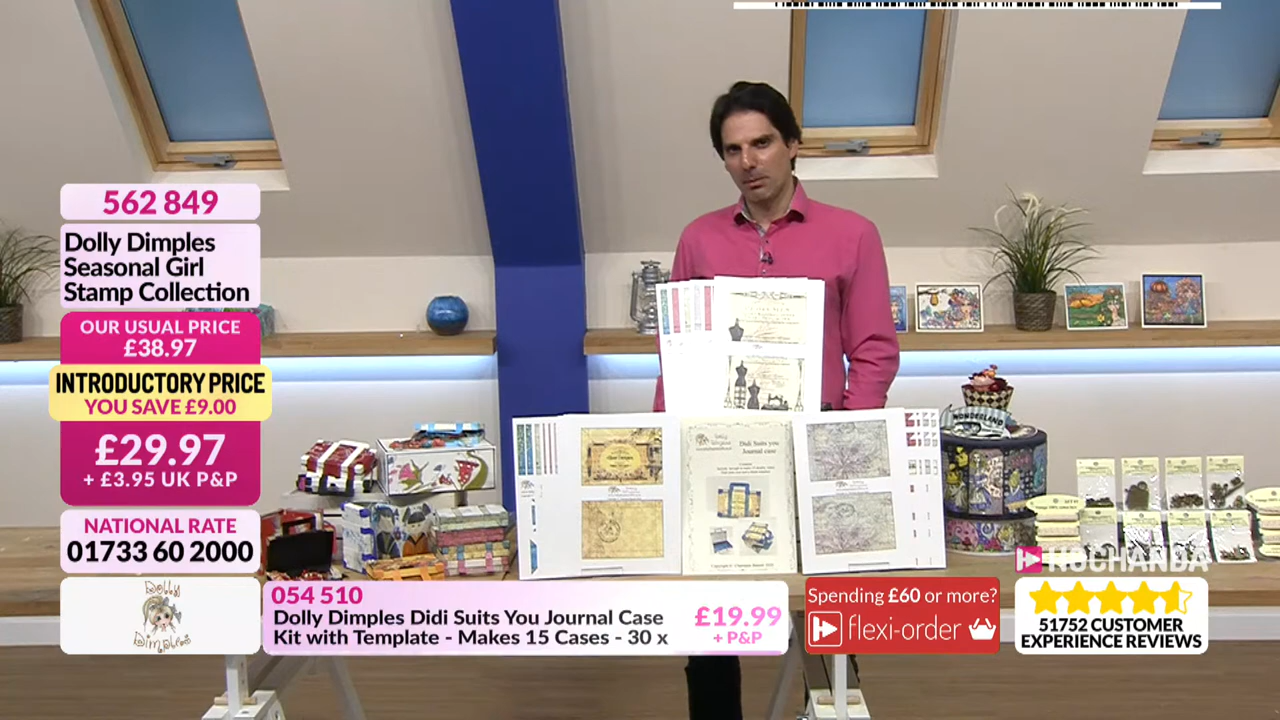 562 849
Dolly Dimples
Seasonal Girl
Stamp Collection
OUR USUAL PRICE
£38.97
INTRODUCTORY PRICE
YOU SAVE £9.00
£29.97
+ £3.95 UK P&P
NATIONAL RATE
01733 60 2000
Dolly
Dimples
054 510
Dolly Dimples Didi Suits You Journal Case
Kit with Template - Makes 15 Cases - 30 x
£19.99
+ P&P
Spending £60 or more?
flexi-order
HOCHANDA
51752 CUSTOMER
EXPERIENCE REVIEWS
Didi Suits you
Journal case
WONDERLAND